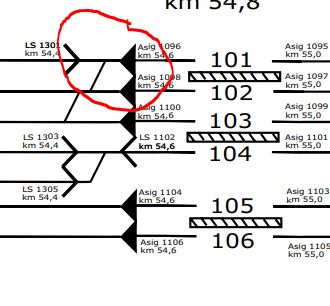 km 54,8
LS 1301
km 54,4
Asig 1096
km 54,6
101
Asig 1095
km 55,0
Asig 1098
km 54,6
102
Asig 1097
km 55,0
Asig 1100
km 54,6
103
Asig 1099
km 55,0
LS 1303
km 54,4
LS 1102
km 54,6
104
Asig 1101
km 55,0
LS 1305
km 54,4
Asig 1104
km 54,6
105
Asig 1103
km 55,0
Asig 1106
km 54,6
106
Asig 1105
km 55,0